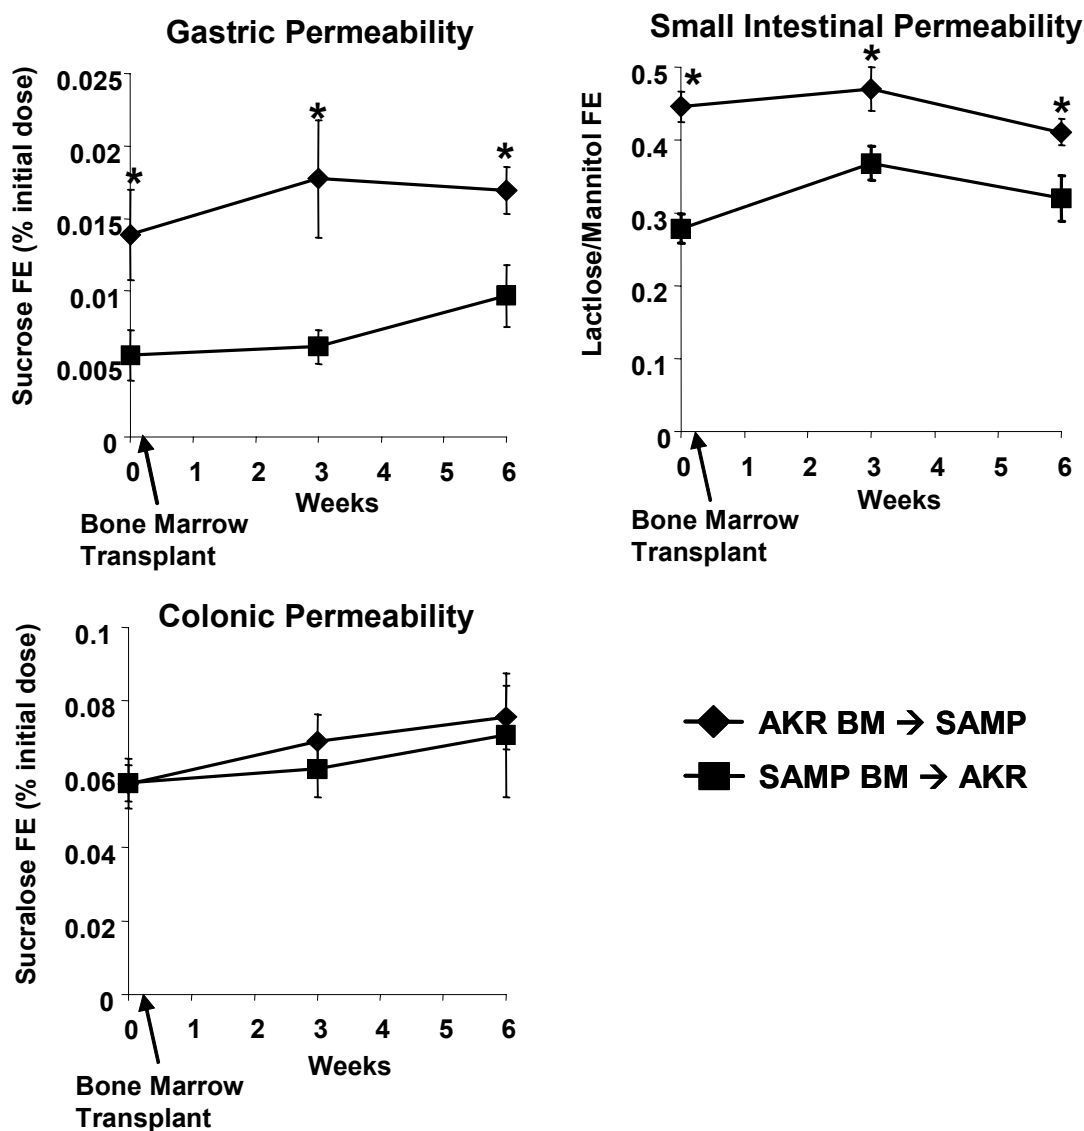 Gastric Permeability
Sucrose FE (% initial dose)
0.025
0.02
0.015
0.01
0.005
0
* * *
0 1 2 3 4 5 6
Weeks
Bone Marrow
Transplant
Small Intestinal Permeability
Lactlose/Mannitol FE
0.5
0.4
0.3
0.2
0.1
0
* * *
0 1 2 3 4 5 6
Weeks
Bone Marrow
Transplant
Colonic Permeability
Sucralose FE (% initial dose)
0.1
0.08
0.06
0.04
0.02
0
0 1 2 3 4 5 6
Weeks
Bone Marrow
Transplant
AKR BM → SAMP
SAMP BM → AKR